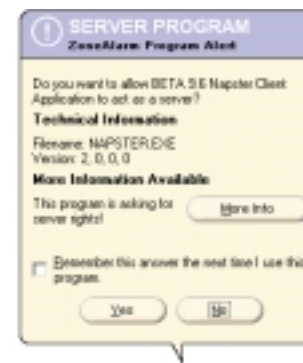 SERVER PROGRAM
ZoneAlarm Program Alert
Do you want to allow BETA 9.6 Napster Client
Application to act as a server?
Technical Information
Filename: NAPSTER.EXE
Version: 2, 0, 0, 0
More Information Available
This program is asking for
server rights!
More Info
Remember this answer the next time I use this
program.
Yes
No